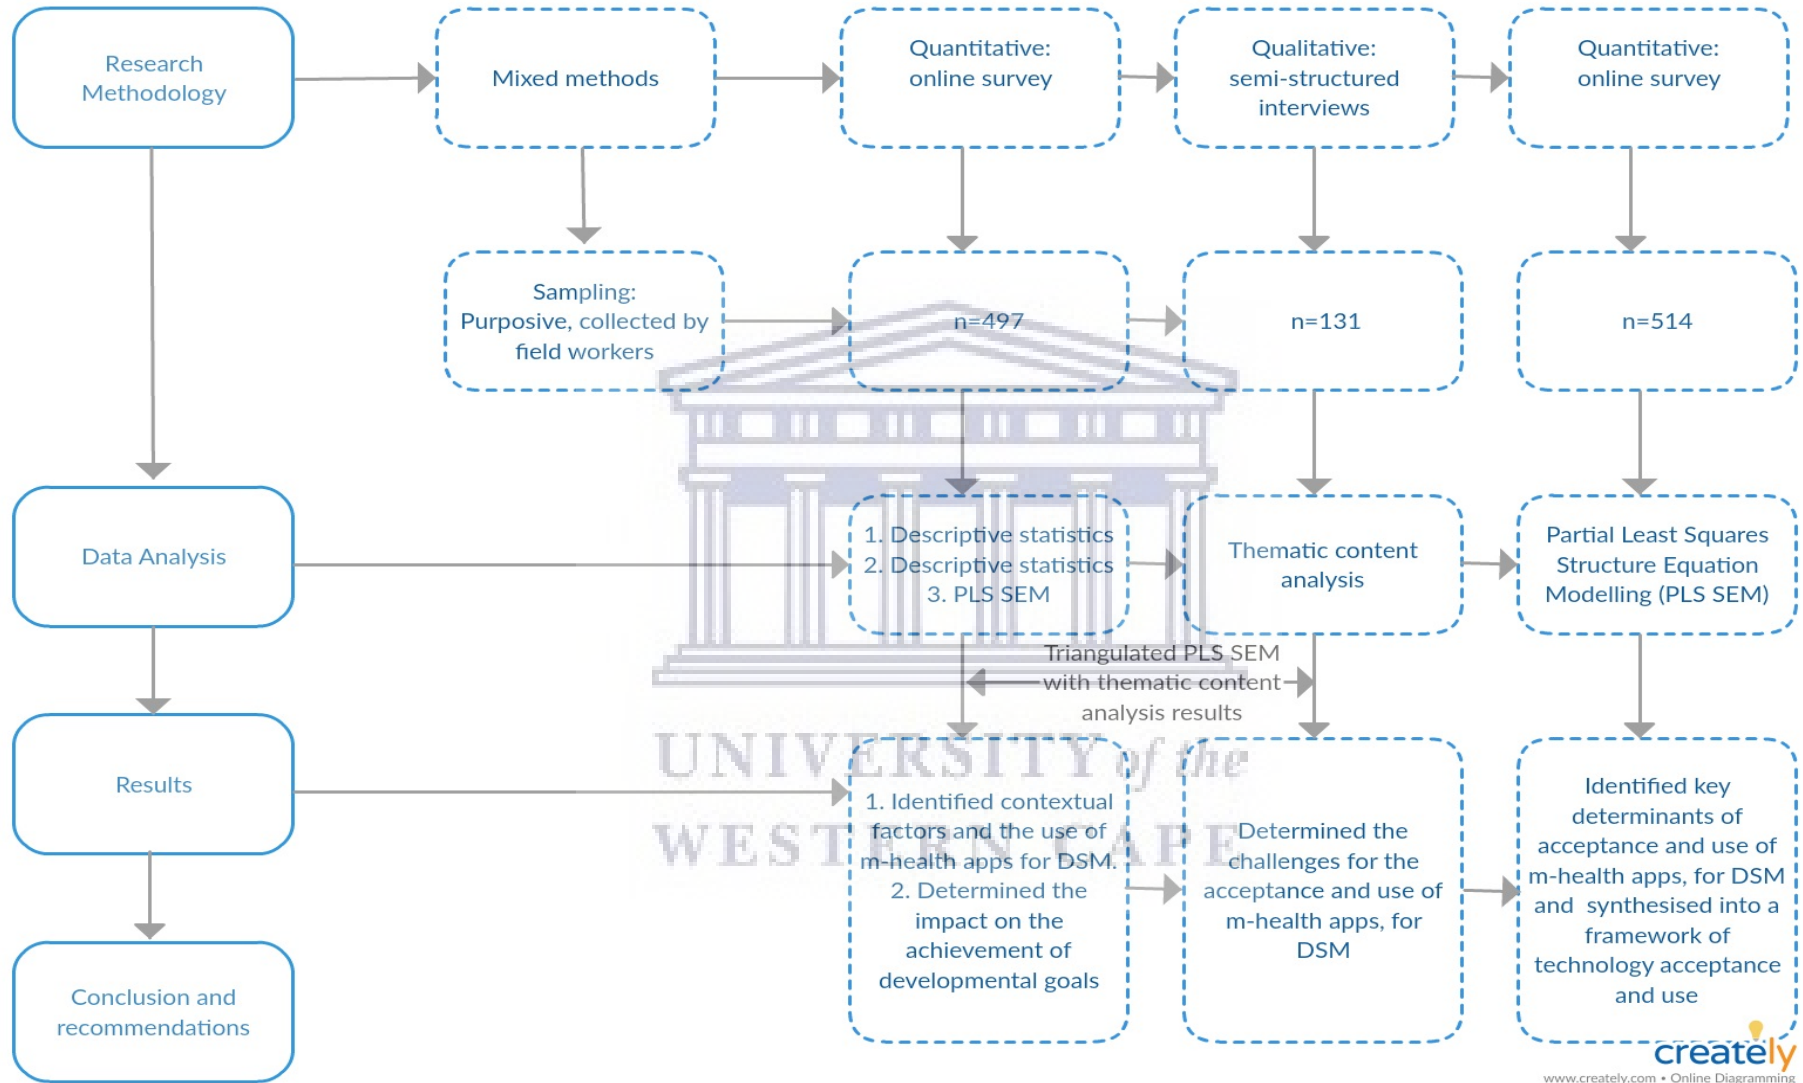 Research
Methodology
Mixed methods
Quantitative:
online survey
Qualitative:
semi-structured
interviews
Quantitative:
online survey
Sampling:
Purposive, collected by
field workers
n=497
n=131
n=514
Data Analysis
1. Descriptive statistics
2. Descriptive statistics
3. PLS SEM
Thematic content
analysis
Partial Least Squares
Structure Equation
Modelling (PLS SEM)
Triangulated PLS SEM
with thematic content
analysis results
UNIVERSITY of the
WESTERN CAPE
Results
1. Identified contextual
factors and the use of
m-health apps for DSM.
2. Determined the
impact on the
achievement of
developmental goals
Determined the
challenges for the
acceptance and use of
m-health apps, for
DSM
Identified key
determinants of
acceptance and use of
m-health apps, for DSM
and synthesised into a
framework of
technology acceptance
and use
Conclusion and
recommendations
creately
www.creately.com • Online Diagramming